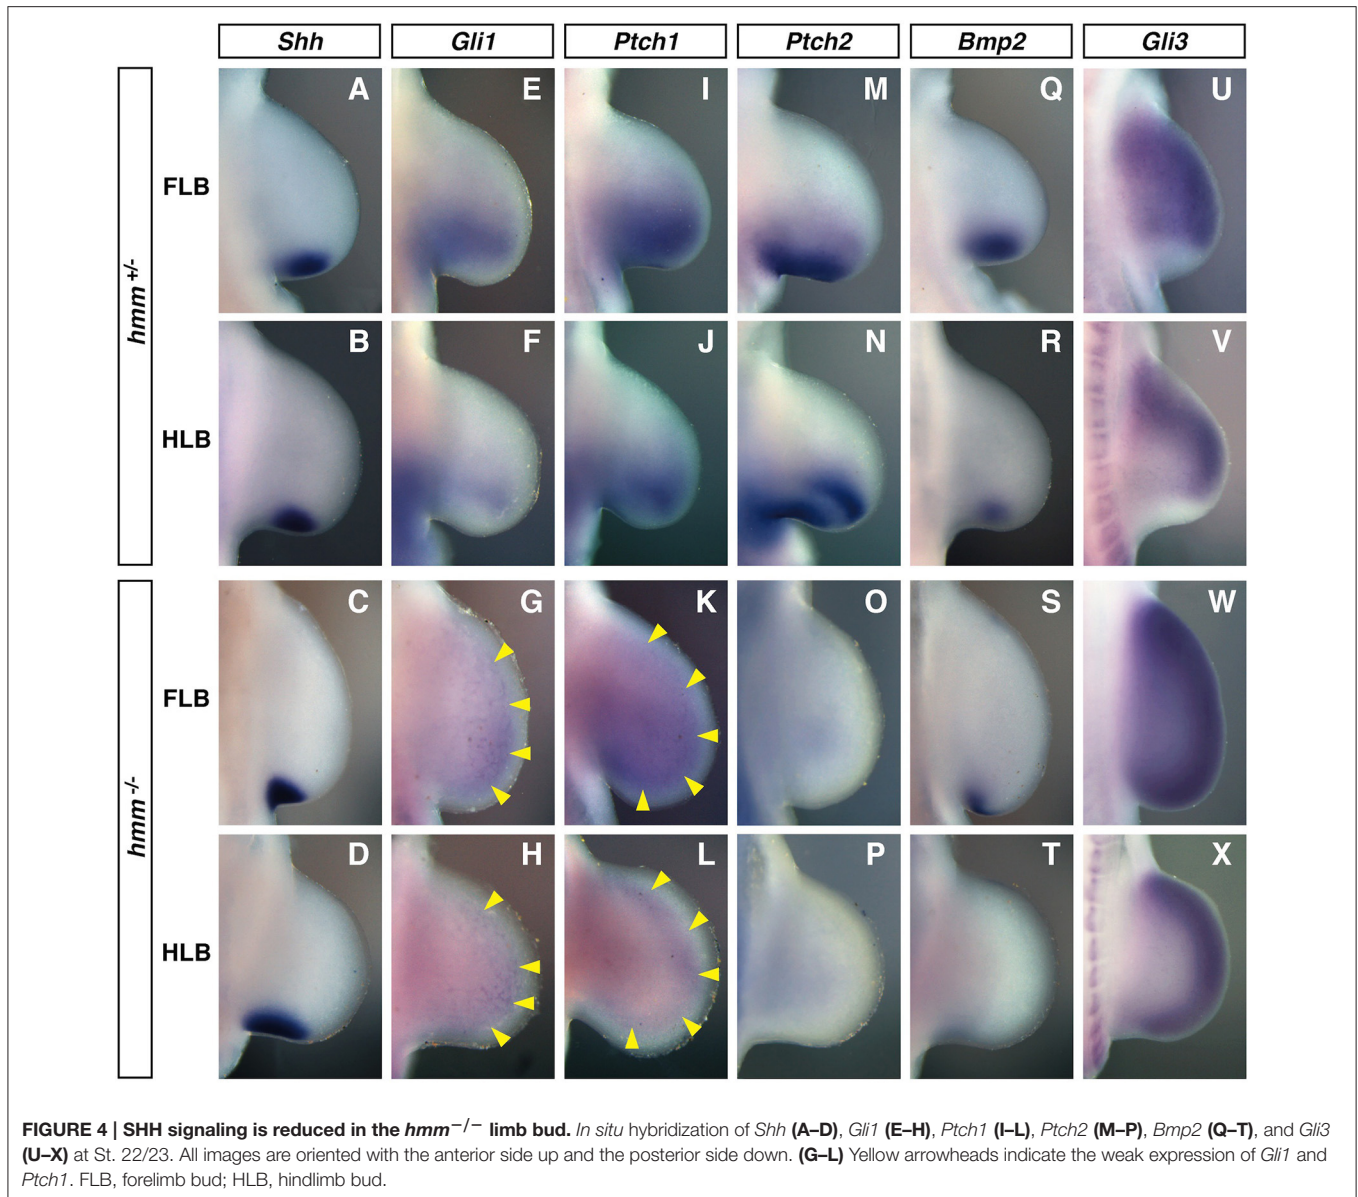 Shh Gli1 Ptch1 Ptch2 Bmp2 Gli3
hmm +/-
FLB A E I M Q U
HLB B F J N R V
hmm -/-
FLB C G K O S W
HLB D H L P T X
FIGURE 4 | SHH signaling is reduced in the hmm−/− limb bud. In situ hybridization of Shh (A–D), Gli1 (E–H), Ptch1 (I–L), Ptch2 (M–P), Bmp2 (Q–T), and Gli3
(U–X) at St. 22/23. All images are oriented with the anterior side up and the posterior side down. (G–L) Yellow arrowheads indicate the weak expression of Gli1 and
Ptch1. FLB, forelimb bud; HLB, hindlimb bud.